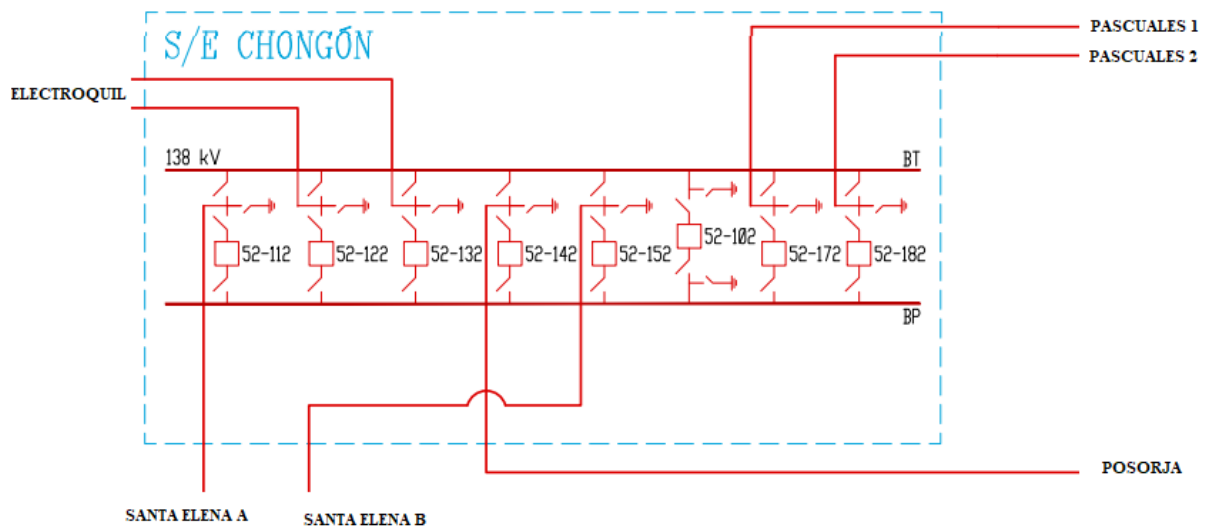 S/E CHONGÓN
PASCUALES 1
PASCUALES 2
ELECTROQUIL
138 kV
BT
52-112
52-122
52-132
52-142
52-152
52-102
52-172
52-182
BP
POSORJA
SANTA ELENA A
SANTA ELENA B